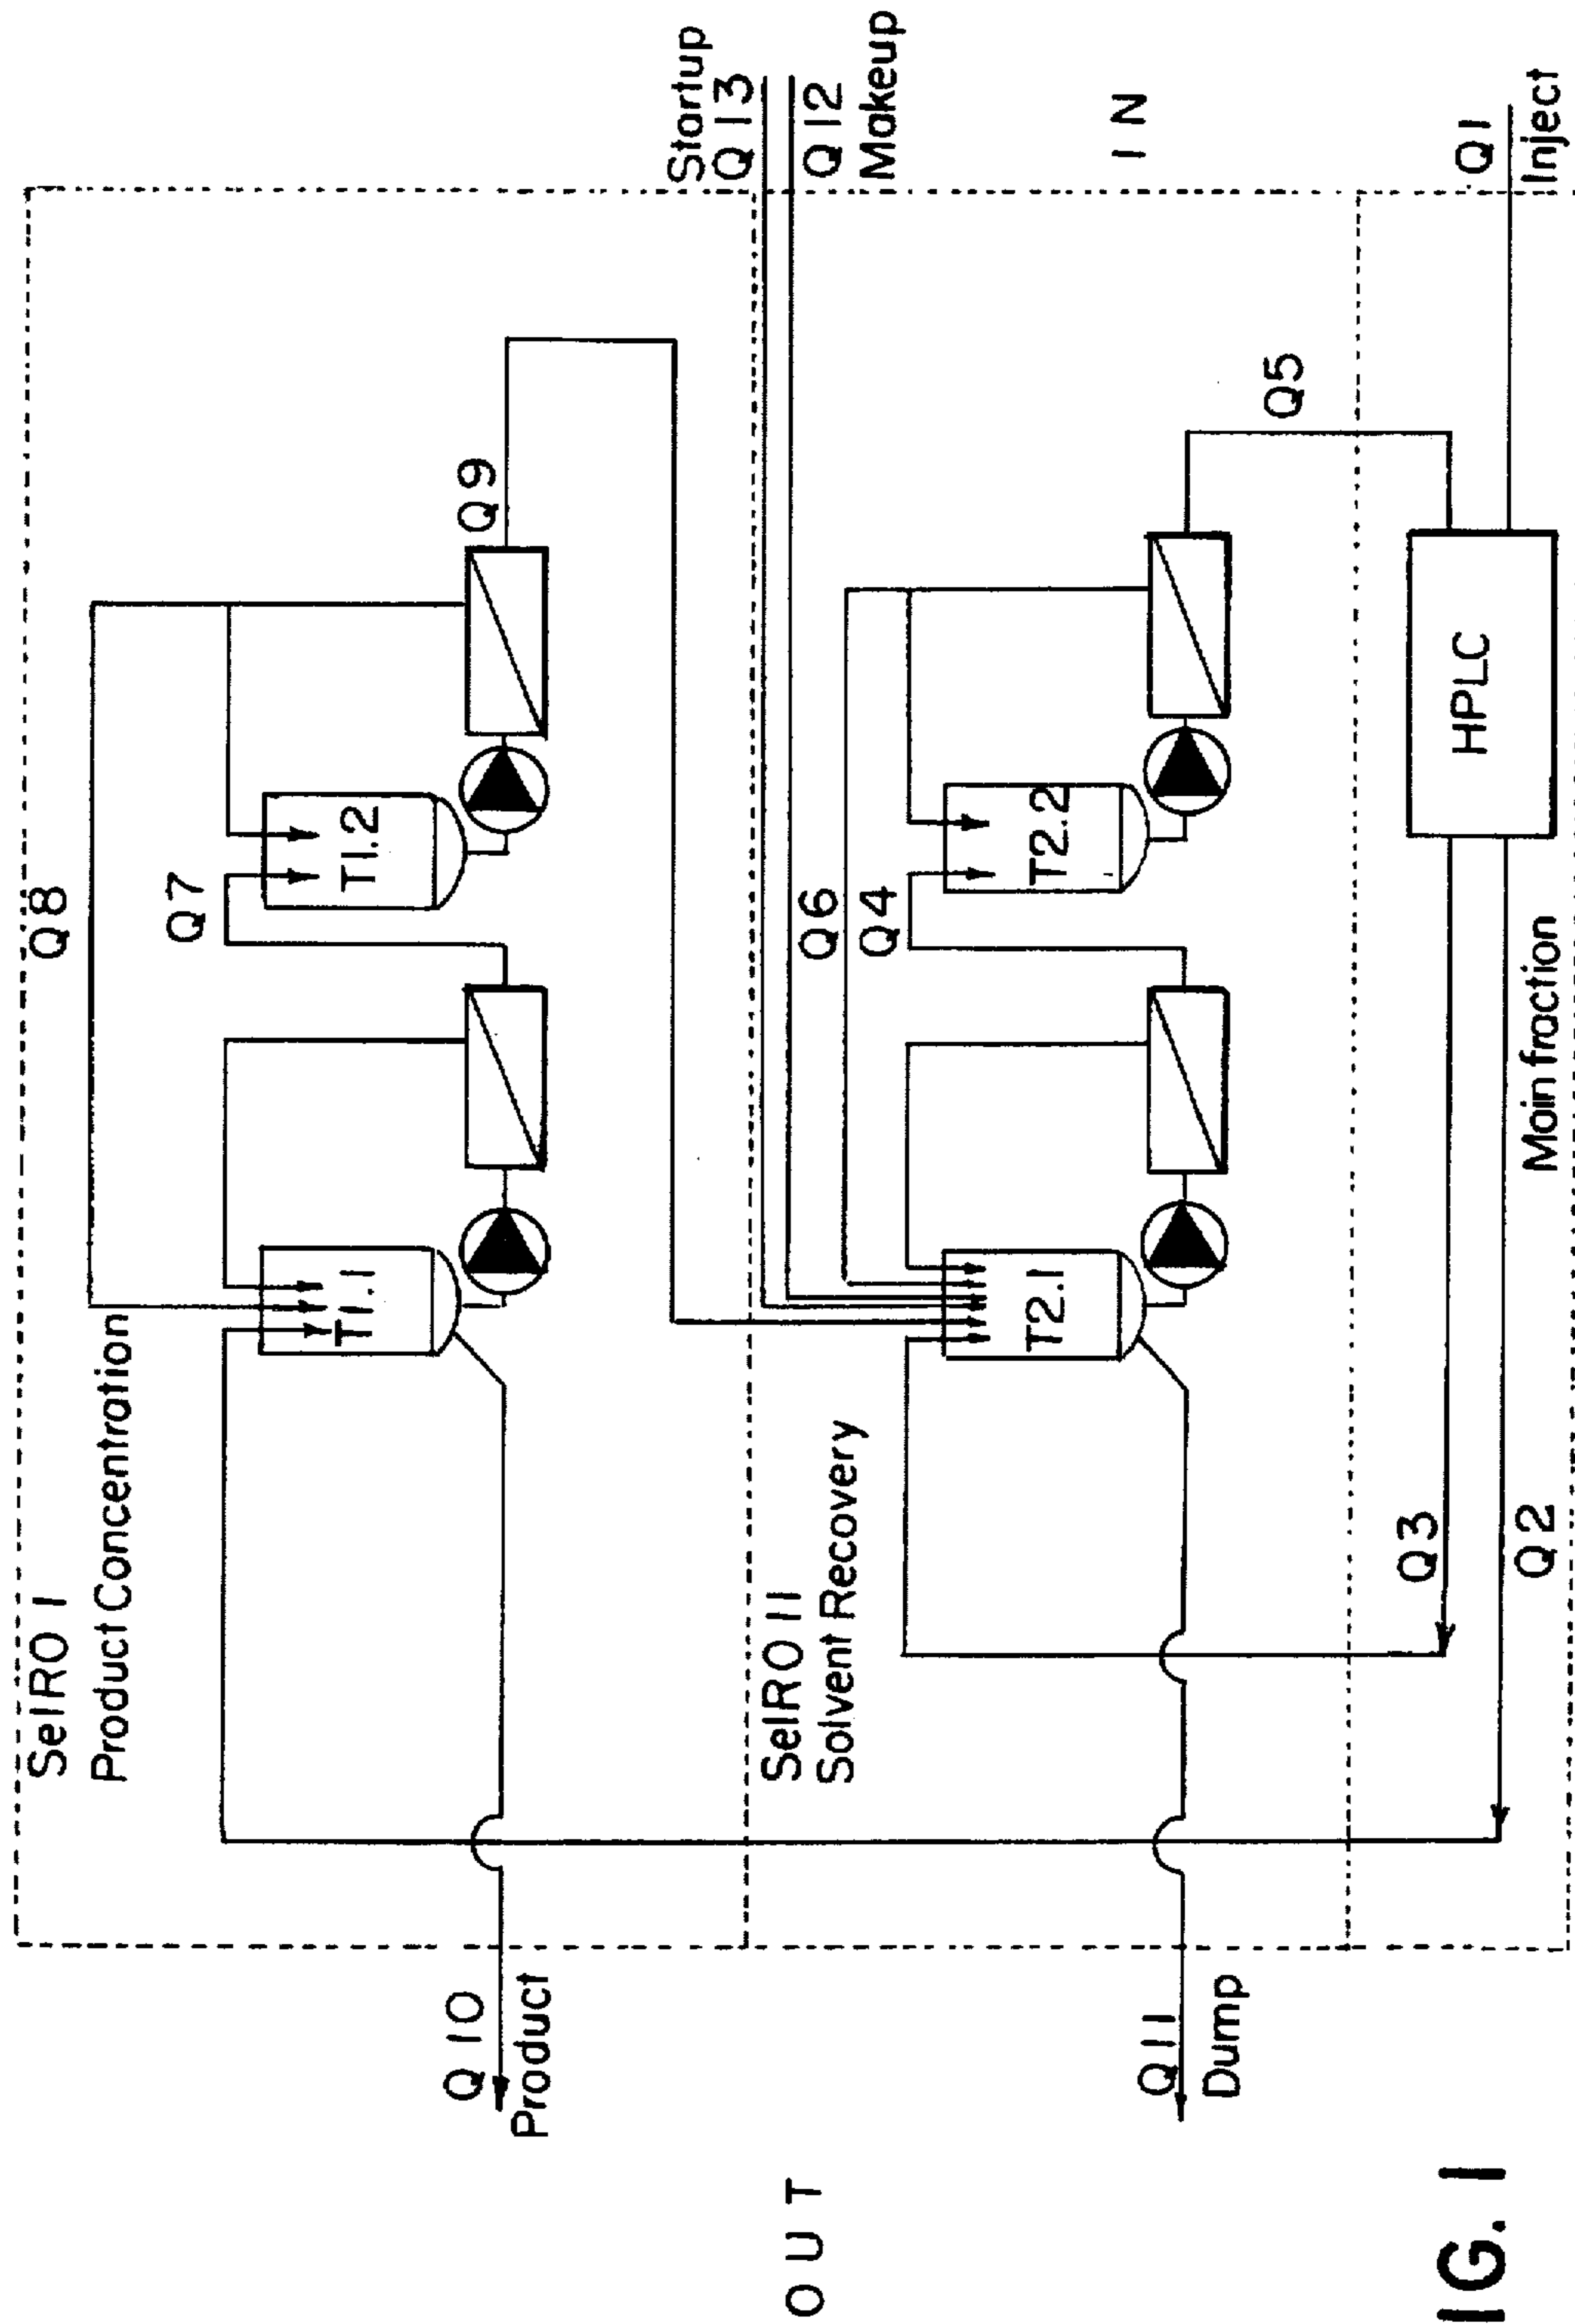 SelRO I
Product Concentration
Q8
Q7
T1.1
T1.2
Q9
Q10
Product
Startup
Q13
Q12
Makeup
SelRO II
Solvent Recovery
Q6
Q4
T2.1
T2.2
Q5
Q11
Dump
OUT
IN
HPLC
Q3
Q2
Main fraction
Q1
Inject
IG. 1